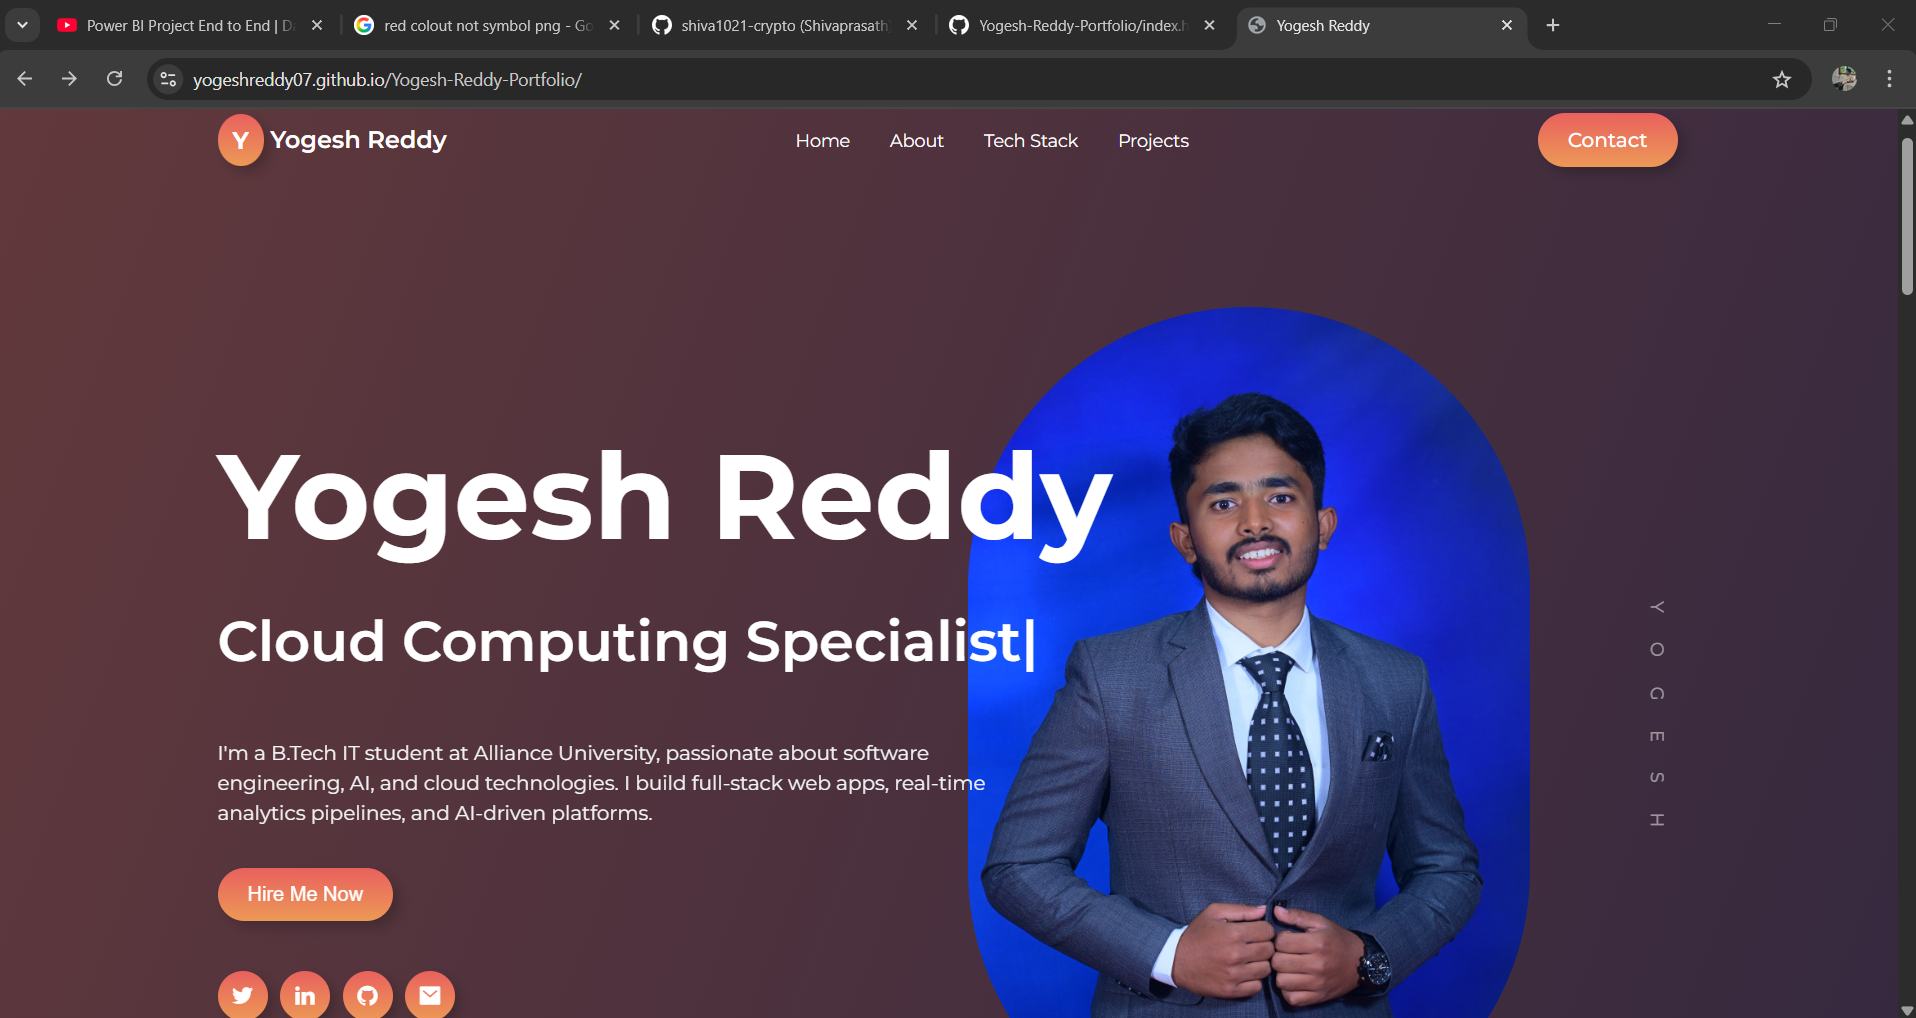 Power BI Project End to End | D
red colout not symbol png - Go
shiva1021-crypto (Shivaprasath
Yogesh-Reddy-Portfolio/index.h
Yogesh Reddy
yogeshreddy07.github.io/Yogesh-Reddy-Portfolio/
Y Yogesh Reddy
Home
About
Tech Stack
Projects
Contact
Yogesh Reddy
Cloud Computing Specialist|
I'm a B.Tech IT student at Alliance University, passionate about software
engineering, AI, and cloud technologies. I build full-stack web apps, real-time
analytics pipelines, and AI-driven platforms.
Hire Me Now
in
YOGESH